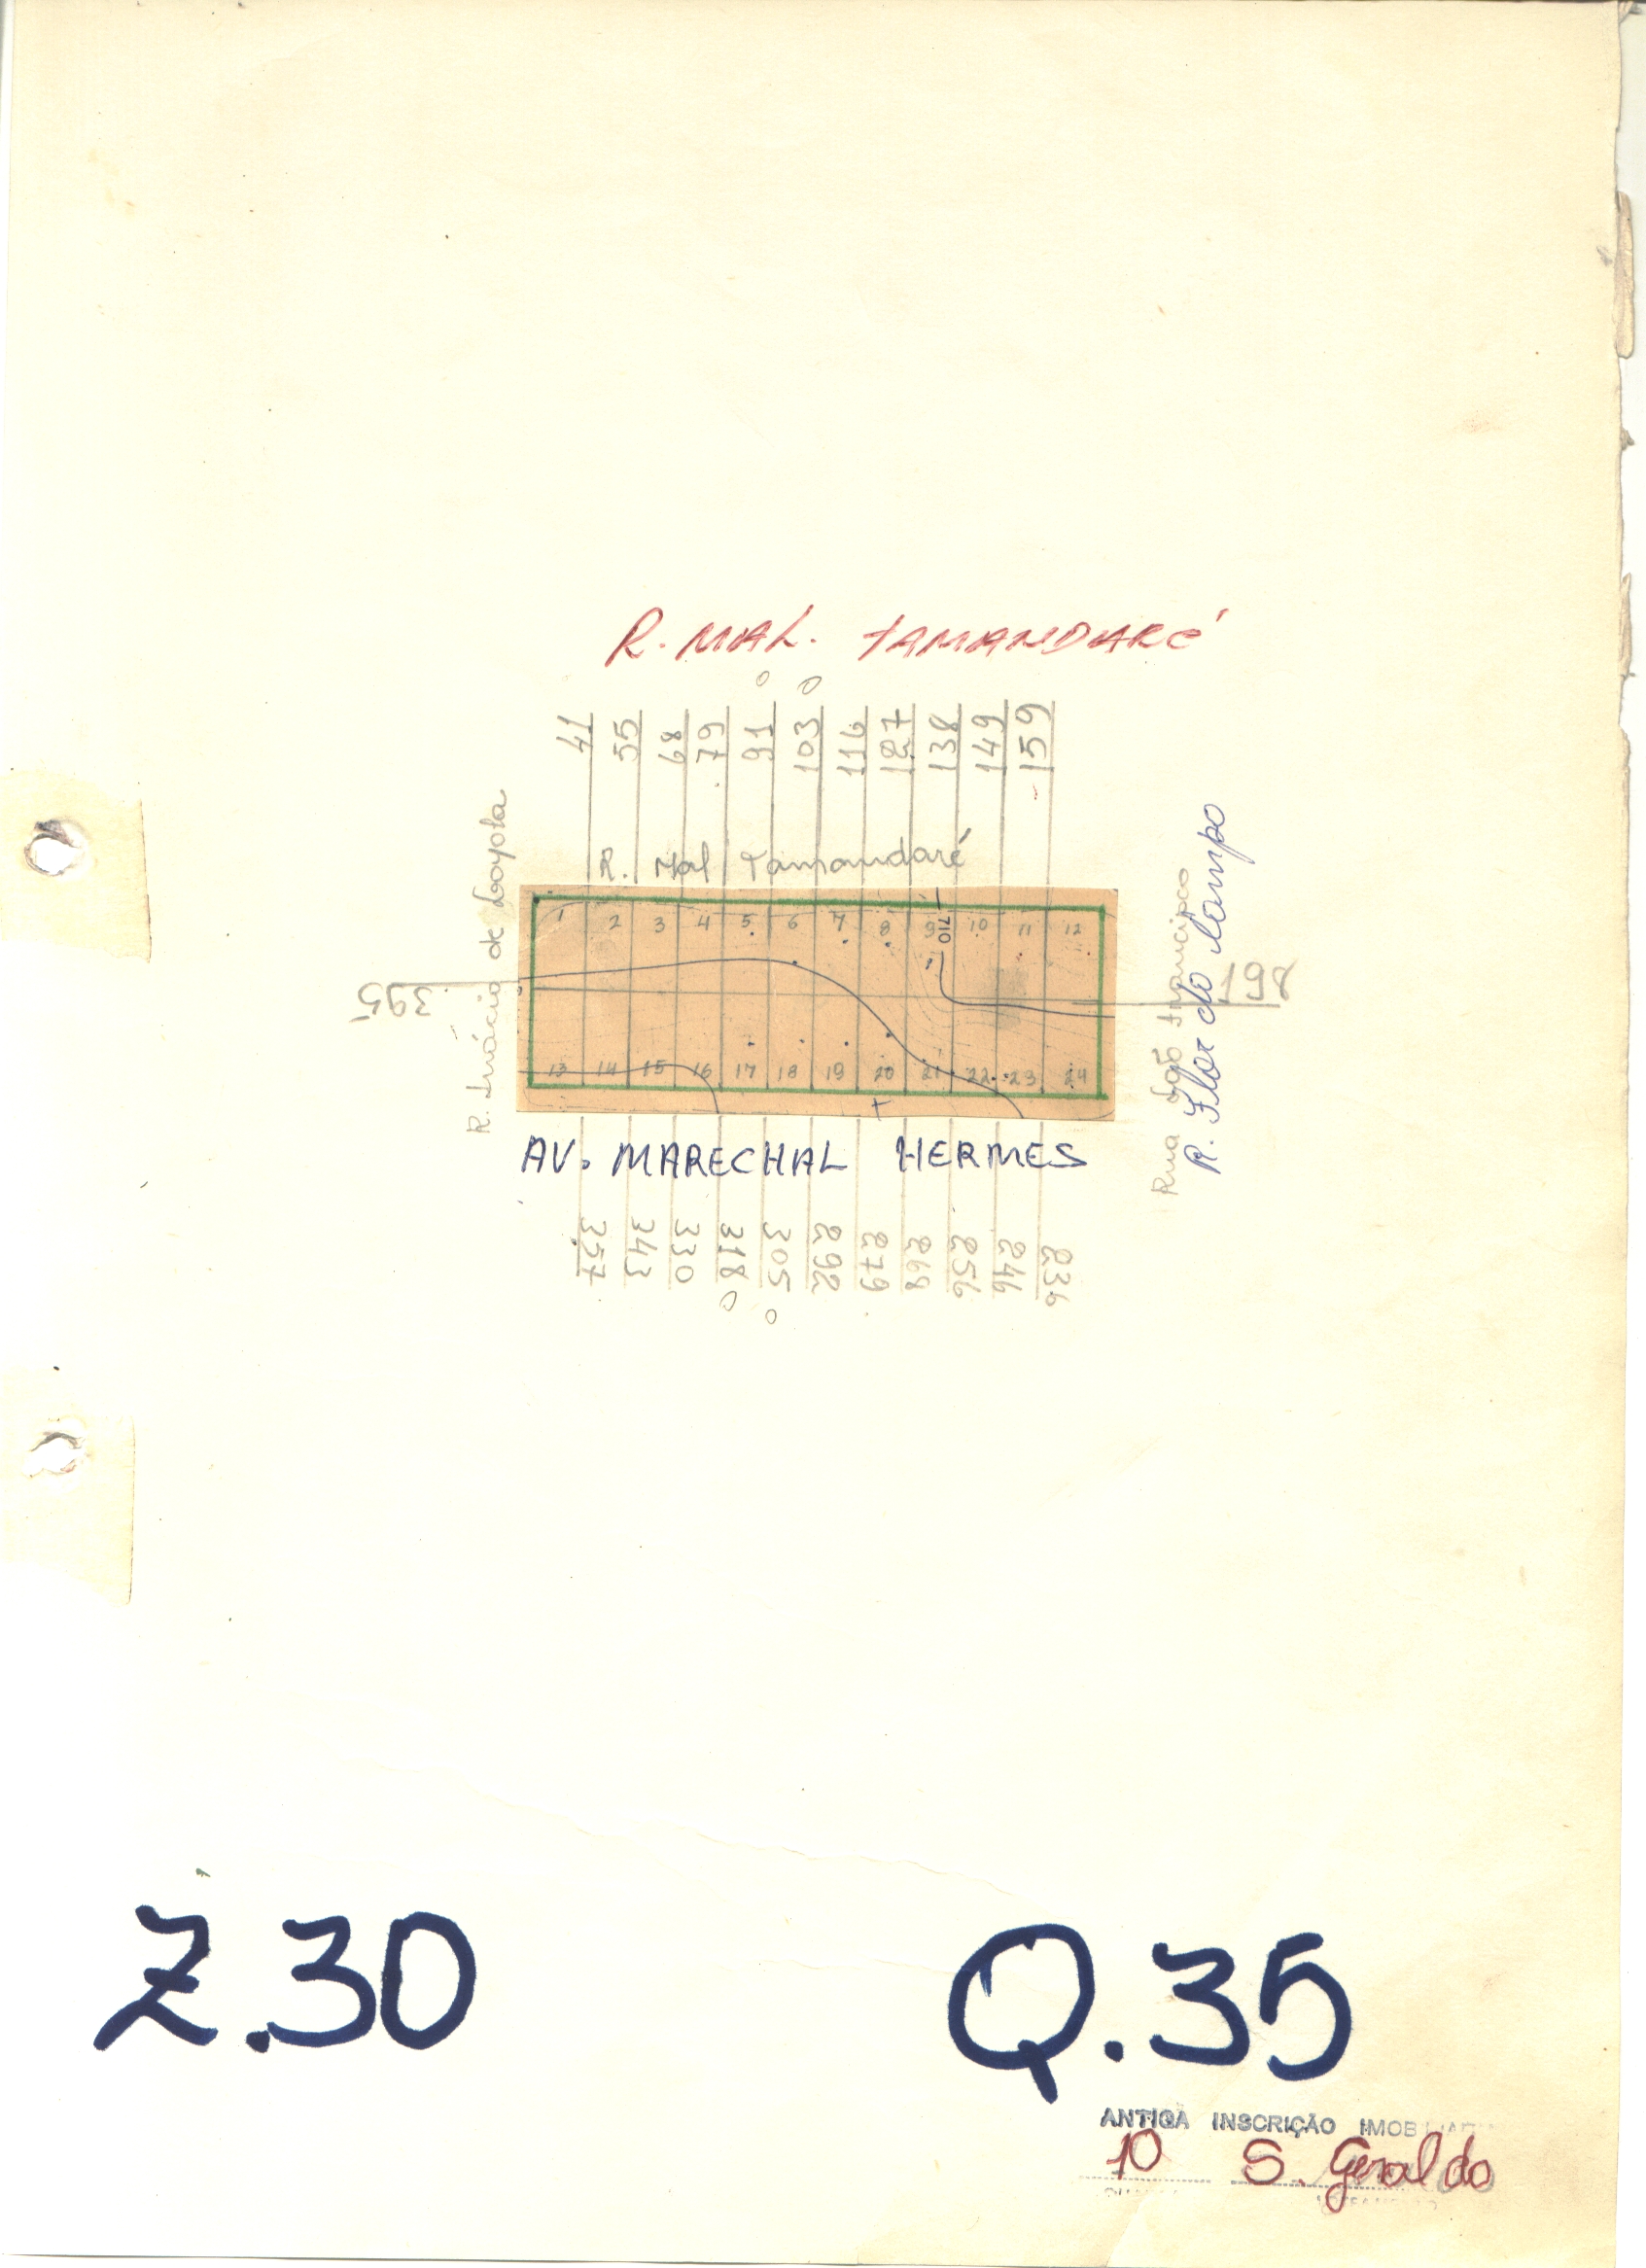 R. MAL. TAMANDARÉ
41 55 68 79 91 103 116 127 138 149 159
R. Mal Tamandaré
R. Inácio de Loyola
395
1 2 3 4 5 6 7 8 9 710 10 11 12
13 14 15 16 17 18 19 20 21 22 23 24
198
Rua São Francisco
R. Flor do Campo
AV. MARECHAL HERMES
357 343 330 318 305 292 279 268 256 246 236
Z.30
Q.35
ANTIGA INSCRIÇÃO IMOBILIARIA
10 S. Geraldo